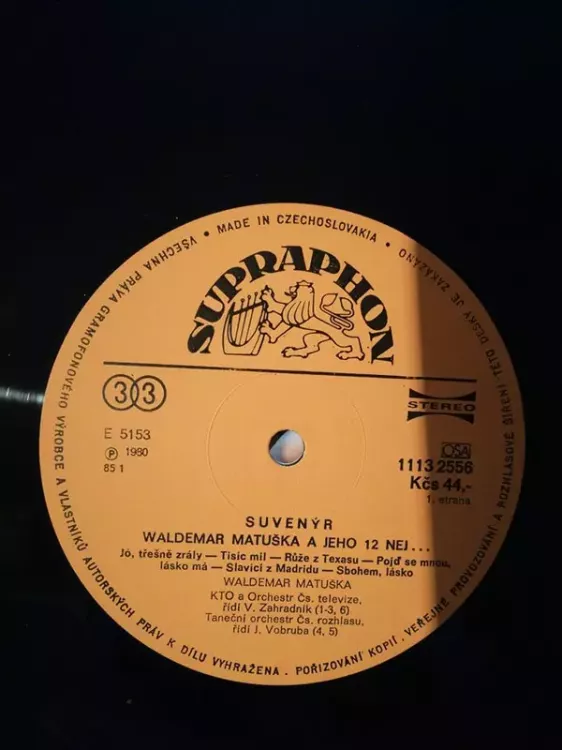 VŠECHNA PRÁVA GRAMOFONOVÉHO VÝROBCE A VLASTNÍKŮ AUTORSKÝCH PRÁV K DÍLU VYHRAŽENA. POŘIZOVÁNÍ KOPIÍ, VEŘEJNÉ PROVOZOVÁNÍ A ROZHLASOVÉ ŠÍŘENÍ TÉTO DESKY JE ZAKÁZÁNO
• MADE IN CZECHOSLOVAKIA •
SUPRAPHON
33
STEREO
E 5153
OSA
Ⓟ 1980
1113 2556
85 1
Kčs 44,-
1. strana
SUVENÝR
WALDEMAR MATUŠKA A JEHO 12 NEJ...
Jó, třešně zrály — Tisíc mil — Růže z Texasu — Pojď se mnou,
lásko má — Slavíci z Madridu — Sbohem, lásko
WALDEMAR MATUŠKA
KTO a Orchestr Čs. televize,
řídí V. Zahradník (1-3, 6)
Taneční orchestr Čs. rozhlasu,
řídí J. Vobruba (4, 5)